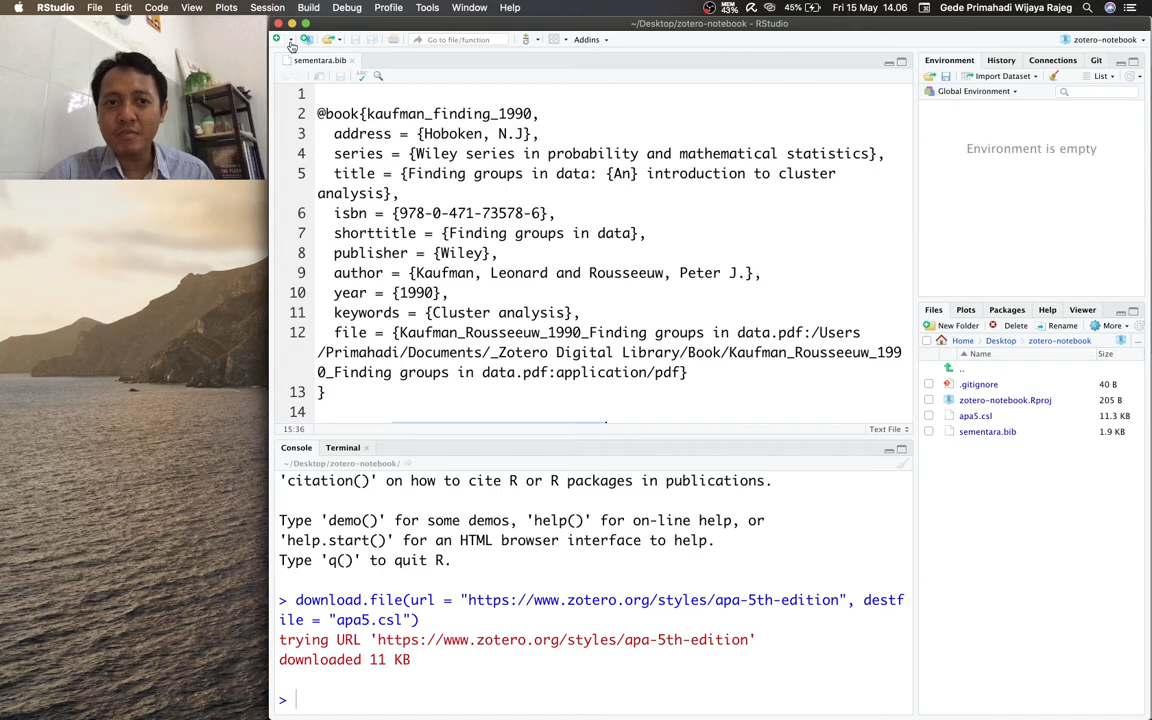 RStudio File Edit Code View Plots Session Build Debug Profile Tools Window Help MEM 43% 45% Fri 15 May 14.06 Gede Primahadi Wijaya Rajeg
~/Desktop/zotero-notebook - RStudio
Go to file/function Addins zotero-notebook
sementara.bib
1
2 @book{kaufman_finding_1990,
3 address = {Hoboken, N.J},
4 series = {Wiley series in probability and mathematical statistics},
5 title = {Finding groups in data: {An} introduction to cluster
analysis},
6 isbn = {978-0-471-73578-6},
7 shorttitle = {Finding groups in data},
8 publisher = {Wiley},
9 author = {Kaufman, Leonard and Rousseeuw, Peter J.},
10 year = {1990},
11 keywords = {Cluster analysis},
12 file = {Kaufman_Rousseeuw_1990_Finding groups in data.pdf:/Users
/Primahadi/Documents/_Zotero Digital Library/Book/Kaufman_Rousseeuw_199
0_Finding groups in data.pdf:application/pdf}
13 }
14
15:36 Text File
Console Terminal
~/Desktop/zotero-notebook/
'citation()' on how to cite R or R packages in publications.
Type 'demo()' for some demos, 'help()' for on-line help, or
'help.start()' for an HTML browser interface to help.
Type 'q()' to quit R.
> download.file(url = "https://www.zotero.org/styles/apa-5th-edition", destf
ile = "apa5.csl")
trying URL 'https://www.zotero.org/styles/apa-5th-edition'
downloaded 11 KB
>
Environment History Connections Git
Import Dataset List
Global Environment
Environment is empty
Files Plots Packages Help Viewer
New Folder Delete Rename More
Home Desktop zotero-notebook ...
Name Size
..
.gitignore 40 B
zotero-notebook.Rproj 205 B
apa5.csl 11.3 KB
sementara.bib 1.9 KB